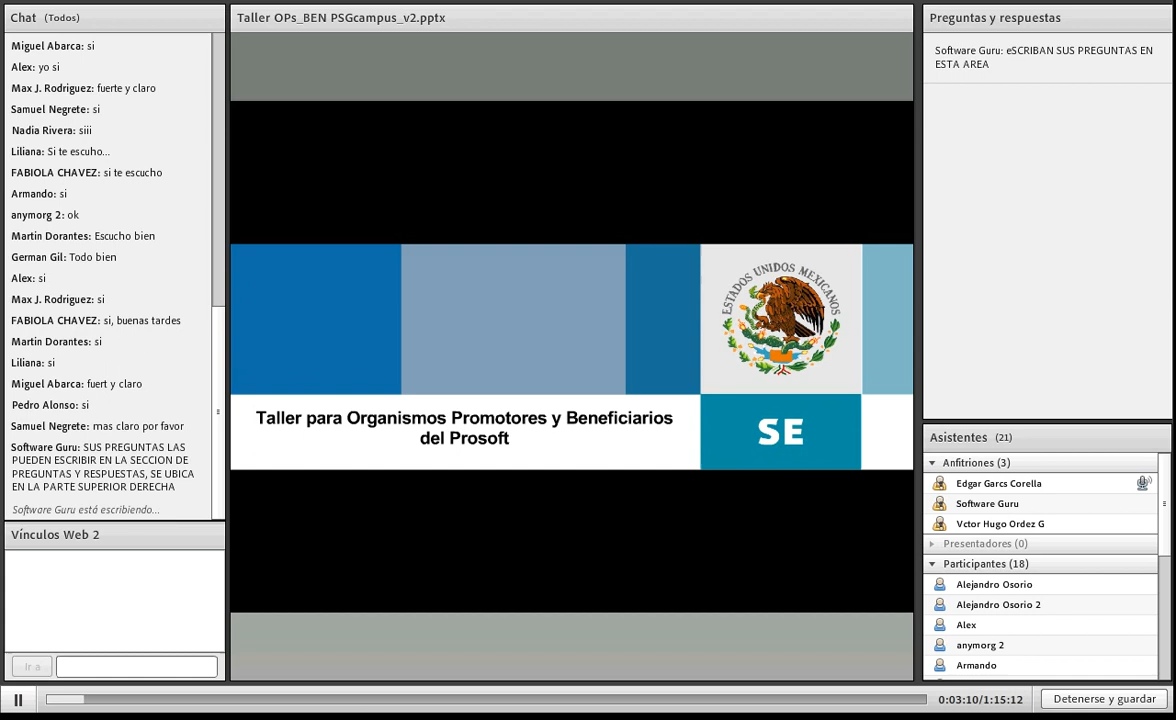 Chat (Todos)
Miguel Abarca: si
Alex: yo si
Max J. Rodriguez: fuerte y claro
Samuel Negrete: si
Nadia Rivera: siii
Liliana: Si te escuho...
FABIOLA CHAVEZ: si te escucho
Armando: si
anymorg 2: ok
Martin Dorantes: Escucho bien
German Gil: Todo bien
Alex: si
Max J. Rodriguez: si
FABIOLA CHAVEZ: si, buenas tardes
Martin Dorantes: si
Liliana: si
Miguel Abarca: fuert y claro
Pedro Alonso: si
Samuel Negrete: mas claro por favor
Software Guru: SUS PREGUNTAS LAS
PUEDEN ESCRIBIR EN LA SECCION DE
PREGUNTAS Y RESPUESTAS, SE UBICA
EN LA PARTE SUPERIOR DERECHA
Software Guru está escribiendo...
Vínculos Web 2
Ir a
Taller OPs_BEN PSGcampus_v2.pptx
ESTADOS UNIDOS MEXICANOS
Taller para Organismos Promotores y Beneficiarios
del Prosoft
SE
Preguntas y respuestas
Software Guru: eSCRIBAN SUS PREGUNTAS EN
ESTA AREA
Asistentes (21)
Anfitriones (3)
Edgar Garcs Corella
Software Guru
Vctor Hugo Ordez G
Presentadores (0)
Participantes (18)
Alejandro Osorio
Alejandro Osorio 2
Alex
anymorg 2
Armando
0:03:10/1:15:12
Detenerse y guardar